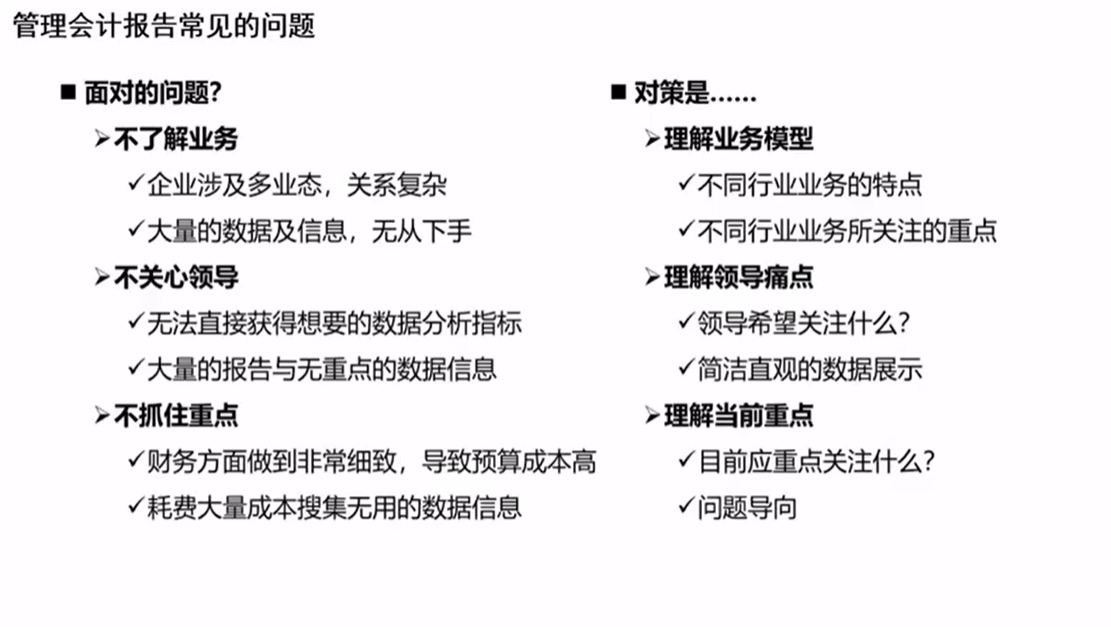 管理会计报告常见的问题
■ 面对的问题？
➢不了解业务
✓企业涉及多业态，关系复杂
✓大量的数据及信息，无从下手
➢不关心领导
✓无法直接获得想要的数据分析指标
✓大量的报告与无重点的数据信息
➢不抓住重点
✓财务方面做到非常细致，导致预算成本高
✓耗费大量成本搜集无用的数据信息
■ 对策是……
➢理解业务模型
✓不同行业业务的特点
✓不同行业业务所关注的重点
➢理解领导痛点
✓领导希望关注什么？
✓简洁直观的数据展示
➢理解当前重点
✓目前应重点关注什么？
✓问题导向